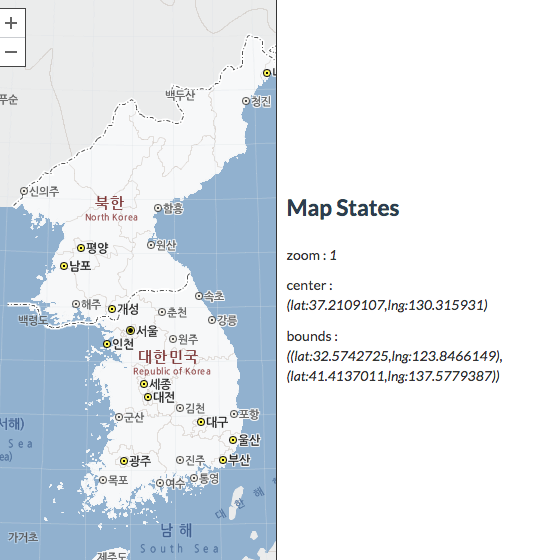 +
−
푸순
백두산
청진
신의주
북한
North Korea
함흥
평양
원산
남포
해주
개성
속초
백령도
춘천
강릉
서울
인천
원주
대한민국
Republic of Korea
세종
대전
김천
군산
대구
포항
서해)
Sea
ea)
울산
광주
진주
부산
목포
여수
통영
대한해
남해
South Sea
가거초
제주도
Map States
zoom : 1
center :
(lat:37.2109107,lng:130.315931)
bounds :
((lat:32.5742725,lng:123.8466149),
(lat:41.4137011,lng:137.5779387))